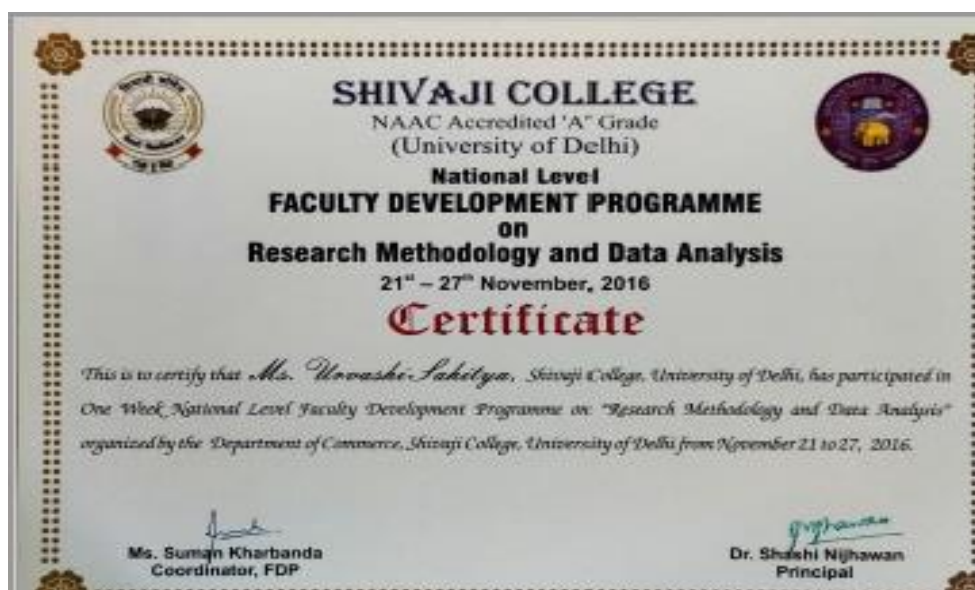 SHIVAJI COLLEGE
NAAC Accredited 'A' Grade
(University of Delhi)
National Level
FACULTY DEVELOPMENT PROGRAMME
on
Research Methodology and Data Analysis
21st – 27th November, 2016
Certificate
This is to certify that Ms. Urvashi Sahitya, Shivaji College, University of Delhi, has participated in
One Week National Level Faculty Development Programme on "Research Methodology and Data Analysis"
organized by the Department of Commerce, Shivaji College, University of Delhi from November 21 to 27, 2016.
Ms. Suman Kharbanda
Coordinator, FDP
Dr. Shashi Nijhawan
Principal